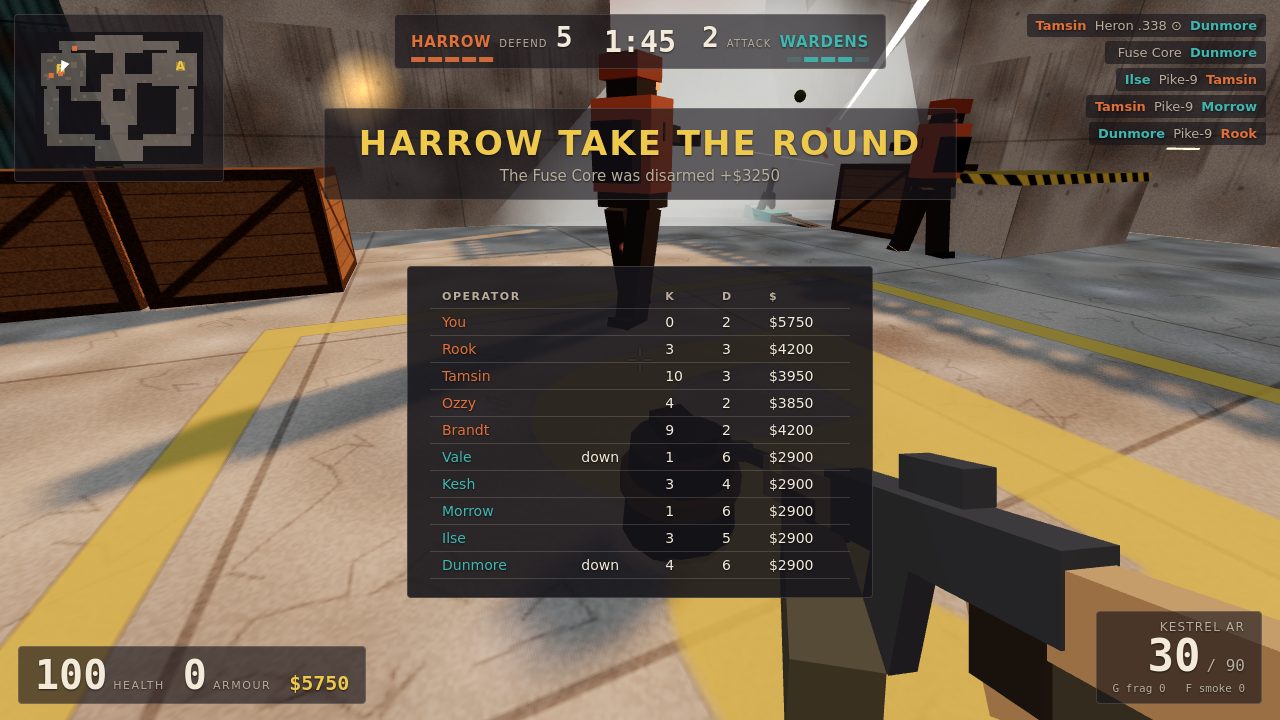 HARROW DEFEND 5 1:45 2 ATTACK WARDENS
B
A
Tamsin Heron .338 ⊙ Dunmore
Fuse Core Dunmore
Ilse Pike-9 Tamsin
Tamsin Pike-9 Morrow
Dunmore Pike-9 Rook
HARROW TAKE THE ROUND
The Fuse Core was disarmed +$3250
OPERATOR K D $
You 0 2 $5750
Rook 3 3 $4200
Tamsin 10 3 $3950
Ozzy 4 2 $3850
Brandt 9 2 $4200
Vale down 1 6 $2900
Kesh 3 4 $2900
Morrow 1 6 $2900
Ilse 3 5 $2900
Dunmore down 4 6 $2900
100 HEALTH 0 ARMOUR $5750
KESTREL AR
30 / 90
G frag 0 F smoke 0